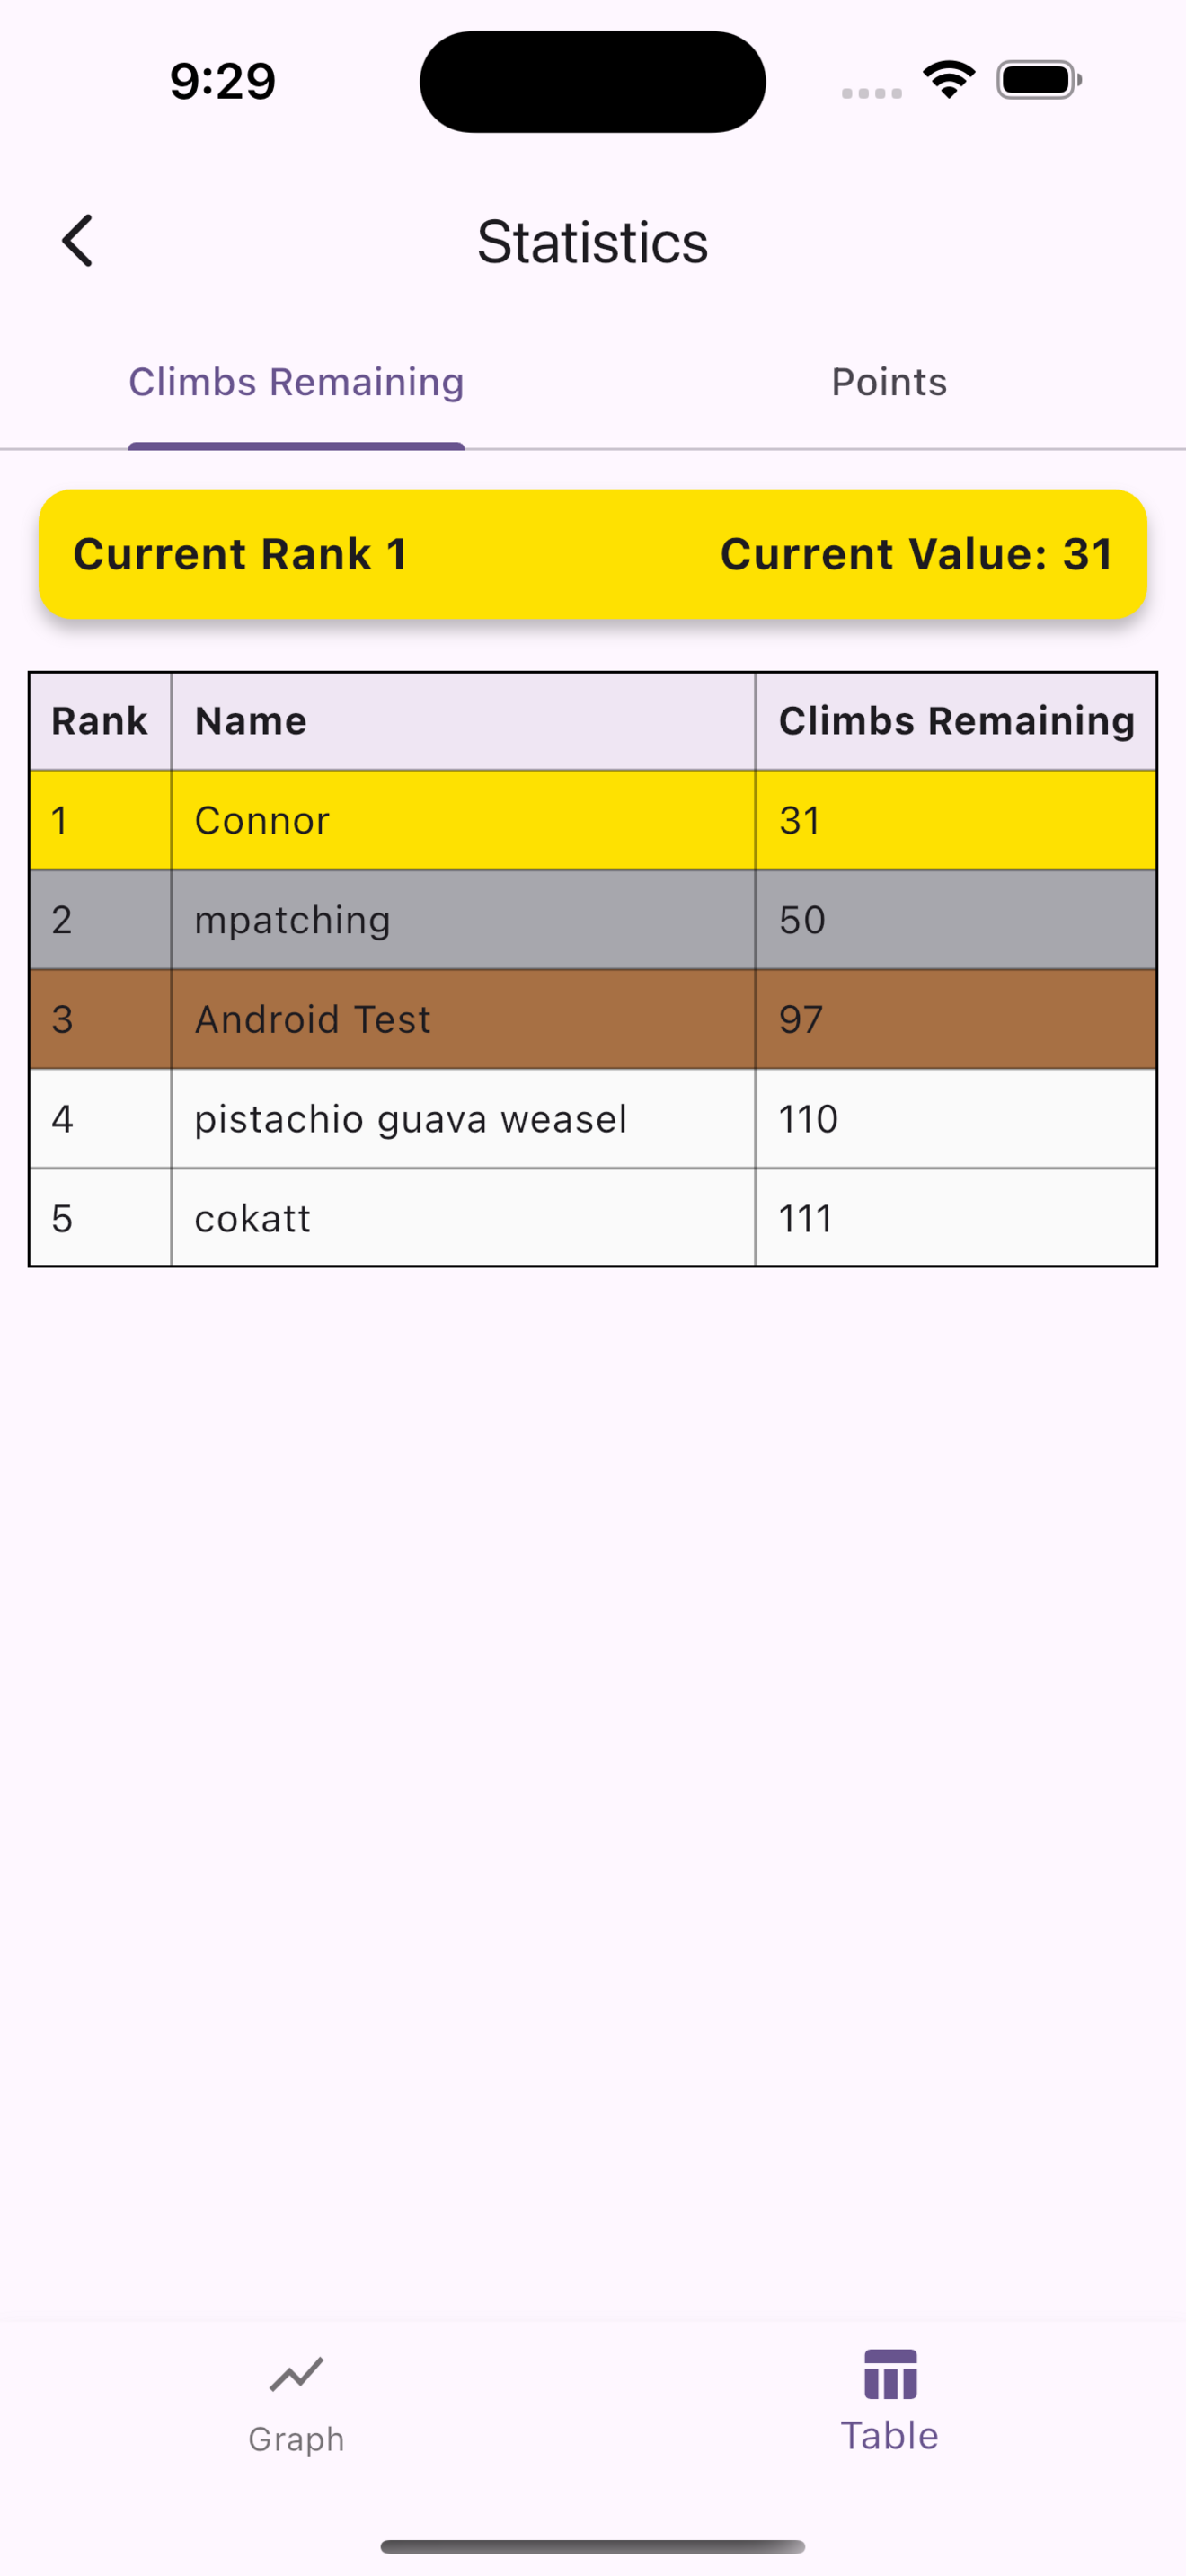 9:29
Statistics
Climbs Remaining Points
Current Rank 1 Current Value: 31
Rank Name Climbs Remaining
1 Connor 31
2 mpatching 50
3 Android Test 97
4 pistachio guava weasel 110
5 cokatt 111
Graph Table